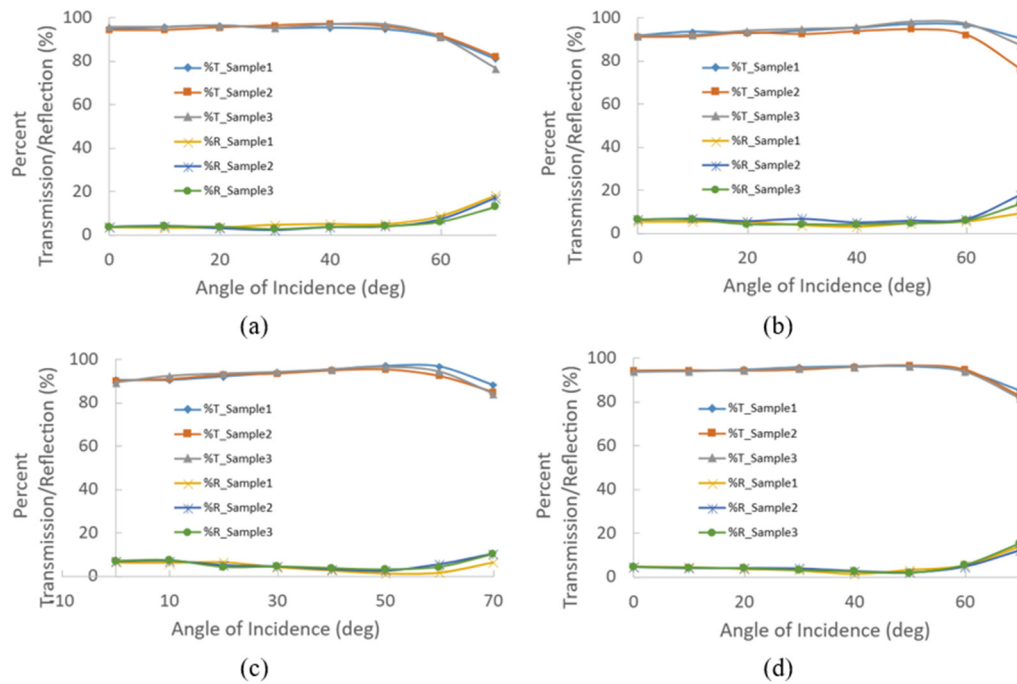 Percent
Transmission/Reflection (%)
100
80
60
40
20
0
%T_Sample1
%T_Sample2
%T_Sample3
%R_Sample1
%R_Sample2
%R_Sample3
0 20 40 60
Angle of Incidence (deg)
(a)
Percent
Transmission/Reflection (%)
100
80
60
40
20
0
%T_Sample1
%T_Sample2
%T_Sample3
%R_Sample1
%R_Sample2
%R_Sample3
0 20 40 60
Angle of Incidence (deg)
(b)
Percent
Transmission/Reflection (%)
100
80
60
40
20
0
%T_Sample1
%T_Sample2
%T_Sample3
%R_Sample1
%R_Sample2
%R_Sample3
-10 10 30 50 70
Angle of Incidence (deg)
(c)
Percent
Transmission/Reflection (%)
100
80
60
40
20
0
%T_Sample1
%T_Sample2
%T_Sample3
%R_Sample1
%R_Sample2
%R_Sample3
0 20 40 60
Angle of Incidence (deg)
(d)